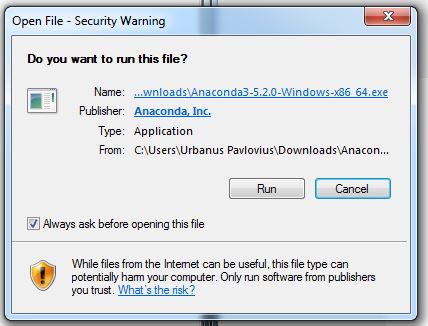 Open File - Security Warning
Do you want to run this file?
Name: ...wnloads\Anaconda3-5.2.0-Windows-x86_64.exe
Publisher: Anaconda, Inc.
Type: Application
From: C:\Users\Urbanus Pavlovius\Downloads\Anacon...
Run Cancel
Always ask before opening this file
While files from the Internet can be useful, this file type can
potentially harm your computer. Only run software from publishers
you trust. What's the risk?